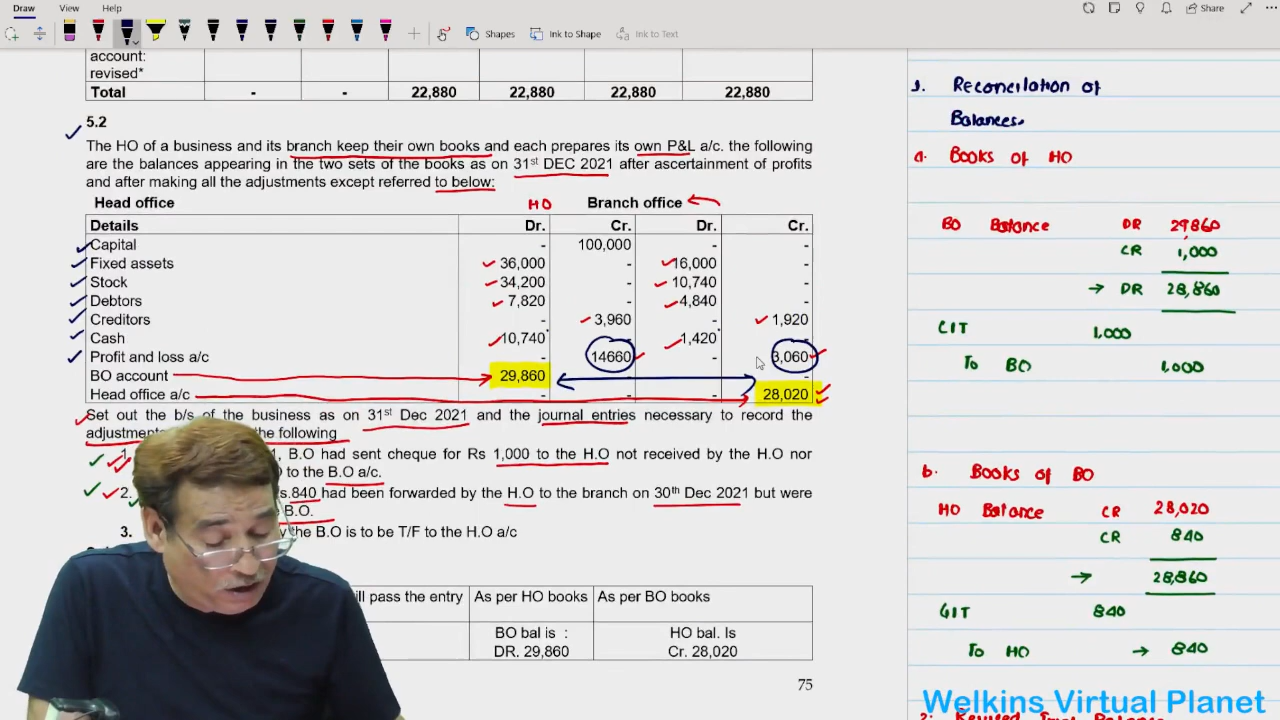 Draw View Help
Share
Shapes Ink to Shape Ink to Text
account:
revised*
Total - - 22,880 22,880 22,880 22,880
5.2
The HO of a business and its branch keep their own books and each prepares its own P&L a/c. the following
are the balances appearing in the two sets of the books as on 31st DEC 2021 after ascertainment of profits
and after making all the adjustments except referred to below:
Head office HO Branch office
Details Dr. Cr. Dr. Cr.
Capital - 100,000 - -
Fixed assets 36,000 - 16,000 -
Stock 34,200 - 10,740 -
Debtors 7,820 - 4,840 -
Creditors - 3,960 - 1,920
Cash 10,740 - 1,420 -
Profit and loss a/c - 14660 - 3,060
BO account 29,860 - - -
Head office a/c - - - 28,020
Set out the b/s of the business as on 31st Dec 2021 and the journal entries necessary to record the
adjustments the following
1, B.O had sent cheque for Rs 1,000 to the H.O not received by the H.O nor
to the B.O a/c.
2. s.840 had been forwarded by the H.O to the branch on 30th Dec 2021 but were
B.O.
3. y the B.O is to be T/F to the H.O a/c
ill pass the entry As per HO books As per BO books
BO bal is : HO bal. Is
DR. 29,860 Cr. 28,020
75
1. Reconcilation of
Balances.
a. Books of HO
BO Balance DR 29,860
CR 1,000
→ DR 28,860
CIT 1,000
To BO 1,000
b. Books of BO
HO Balance CR 28,020
CR 840
→ 28,860
GIT 840
To HO → 840
Welkins Virtual Planet
2. Revised Trial Balance